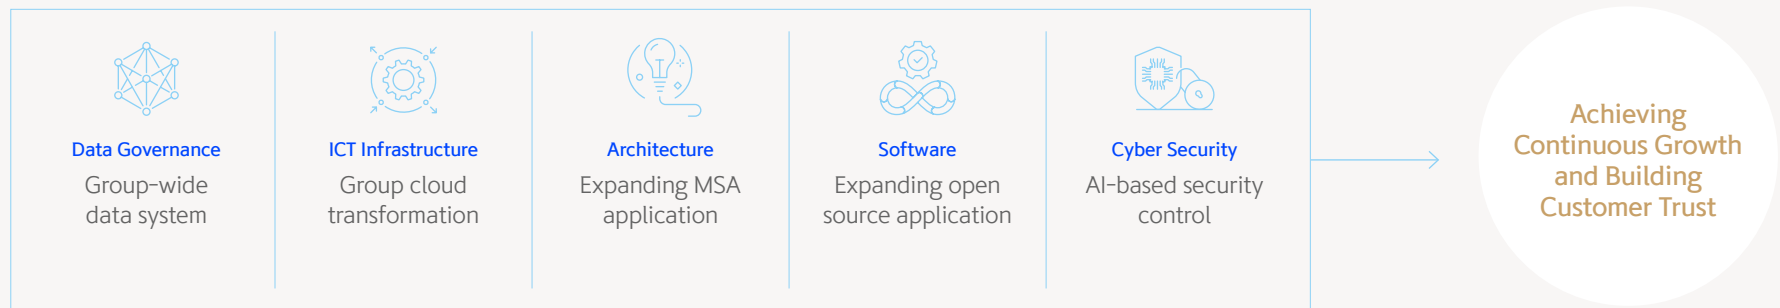 Data Governance
Group-wide
data system
ICT Infrastructure
Group cloud
transformation
Architecture
Expanding MSA
application
Software
Expanding open
source application
Cyber Security
AI-based security
control
Achieving
Continuous Growth
and Building
Customer Trust